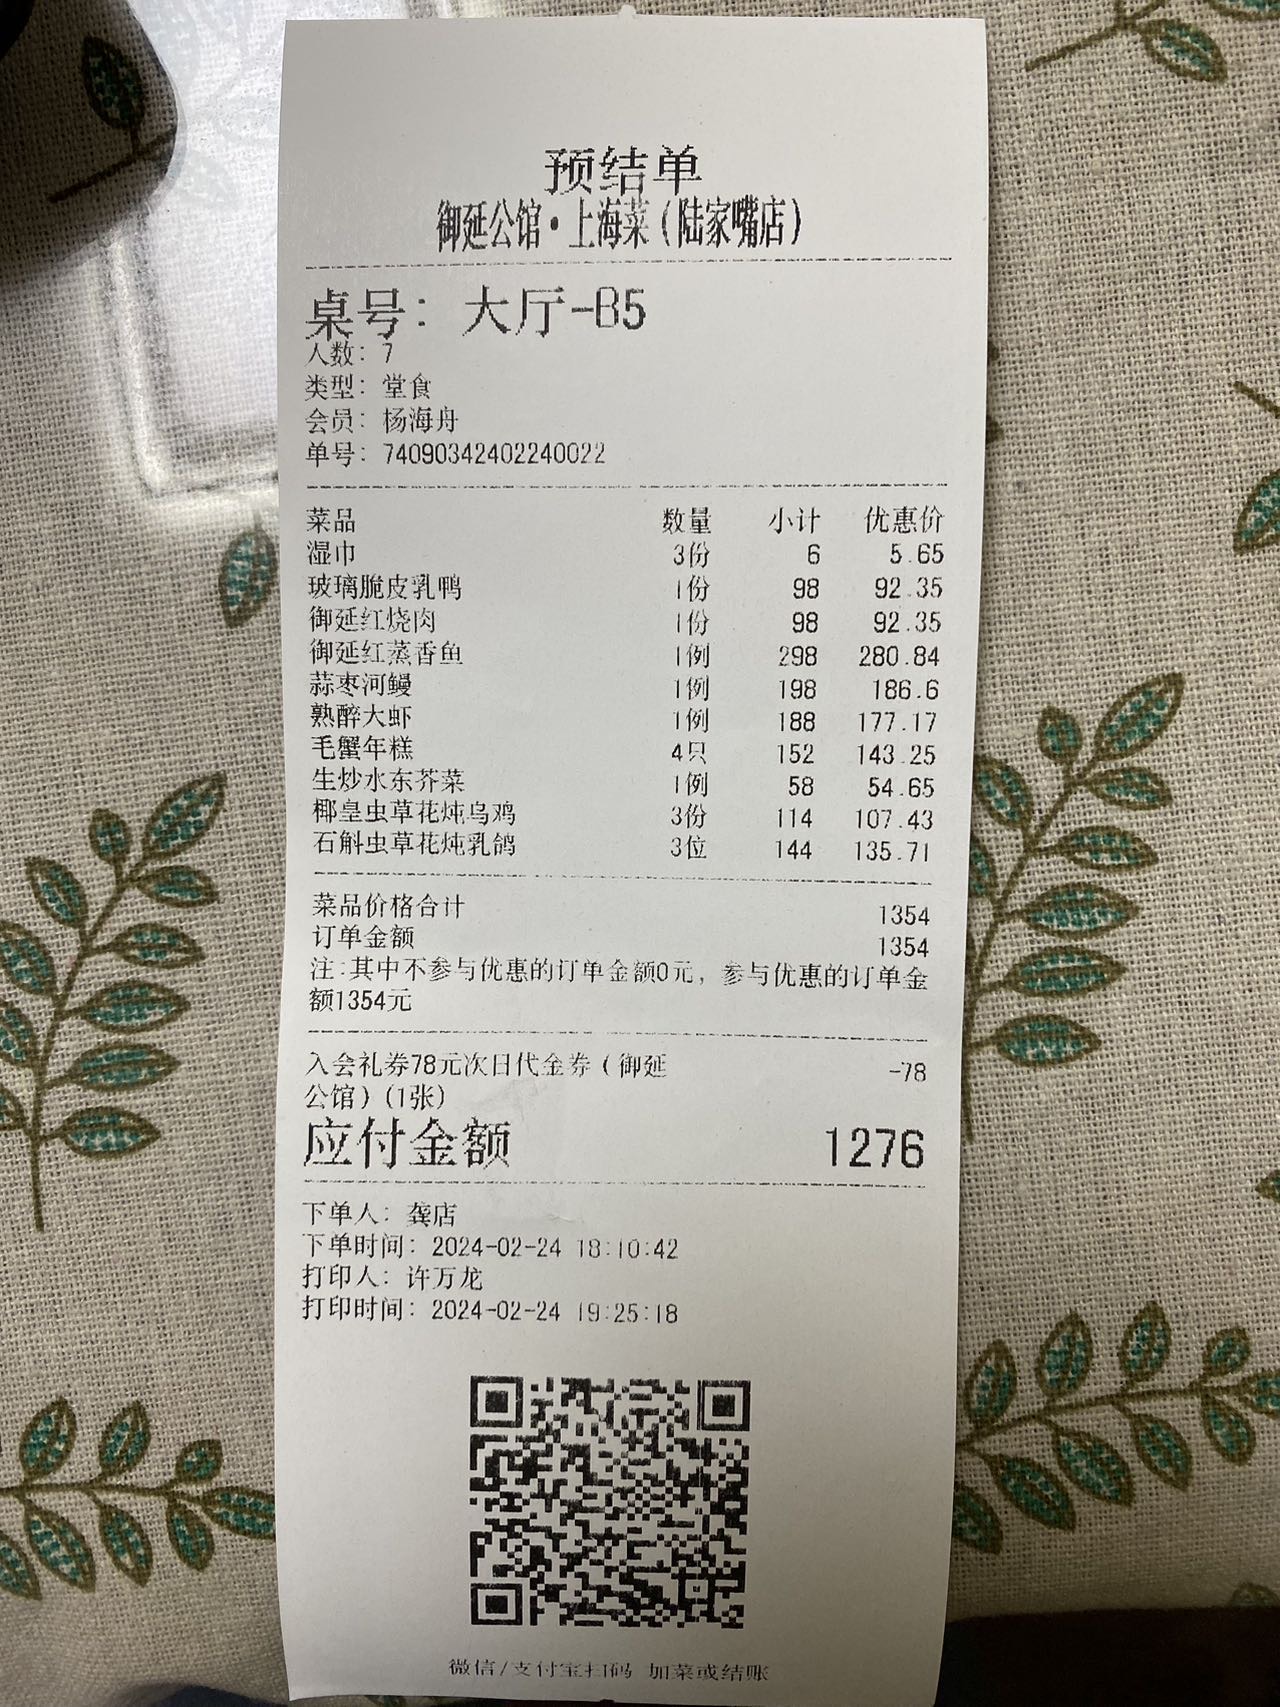 预结单
御延公馆·上海菜(陆家嘴店)
桌号: 大厅-B5
人数: 7
类型: 堂食
会员: 杨海舟
单号: 74090342402240022
菜品 数量 小计 优惠价
湿巾 3份 6 5.65
玻璃脆皮乳鸭 1份 98 92.35
御延红烧肉 1份 98 92.35
御延红蒸香鱼 1例 298 280.84
蒜枣河鳗 1例 198 186.6
熟醉大虾 1例 188 177.17
毛蟹年糕 4只 152 143.25
生炒水东芥菜 1例 58 54.65
椰皇虫草花炖乌鸡 3份 114 107.43
石斛虫草花炖乳鸽 3位 144 135.71
菜品价格合计 1354
订单金额 1354
注:其中不参与优惠的订单金额0元, 参与优惠的订单金
额1354元
入会礼券78元次日代金券(御延 -78
公馆)(1张)
应付金额 1276
下单人: 龚店
下单时间: 2024-02-24 18:10:42
打印人: 许万龙
打印时间: 2024-02-24 19:25:18
微信/支付宝扫码 加菜或结账